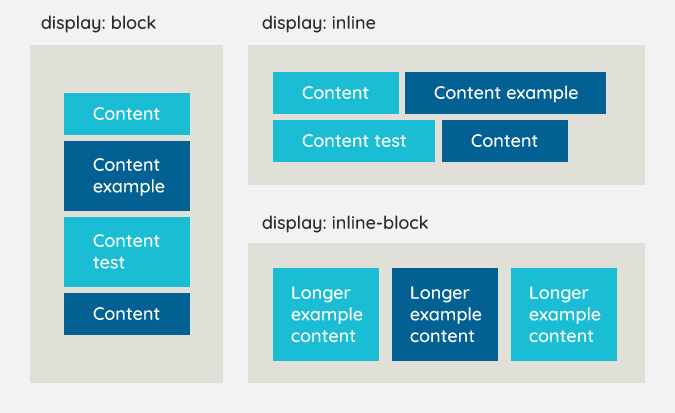 display: block
Content
Content
example
Content
test
Content
display: inline
Content
Content example
Content test
Content
display: inline-block
Longer
example
content
Longer
example
content
Longer
example
content